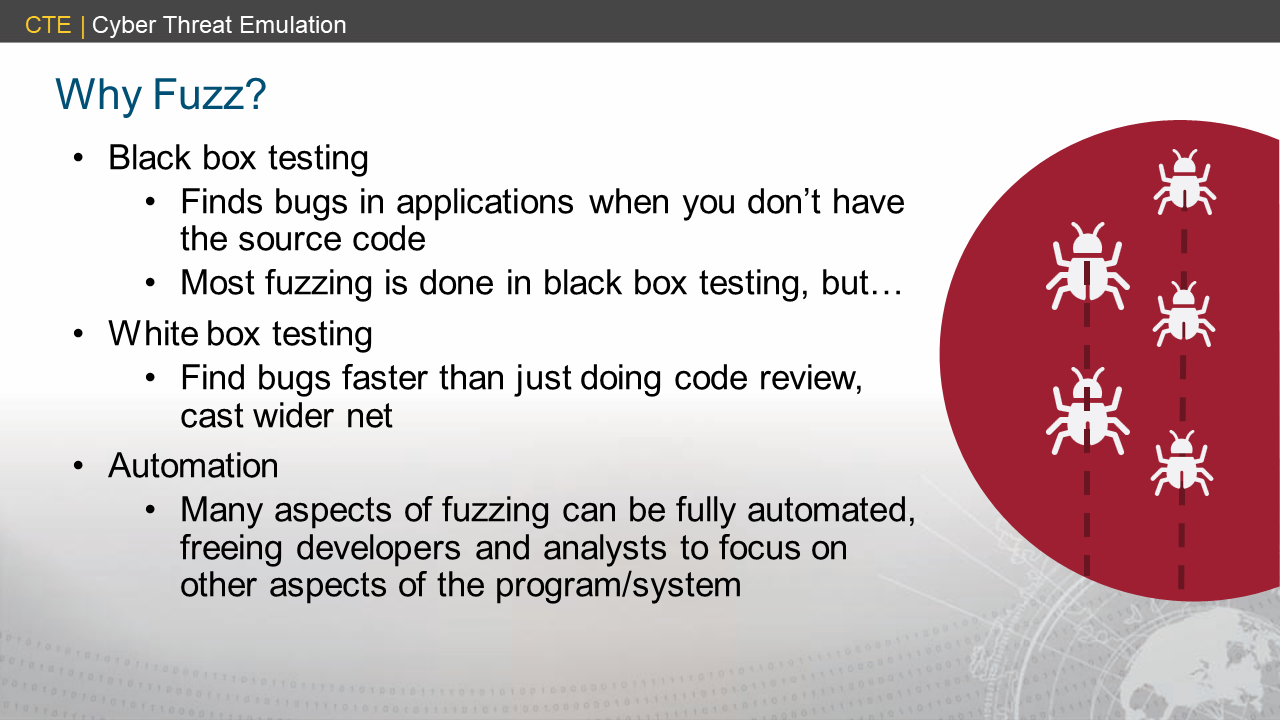 CTE | Cyber Threat Emulation
Why Fuzz?
• Black box testing
• Finds bugs in applications when you don’t have
the source code
• Most fuzzing is done in black box testing, but…
• White box testing
• Find bugs faster than just doing code review,
cast wider net
• Automation
• Many aspects of fuzzing can be fully automated,
freeing developers and analysts to focus on
other aspects of the program/system